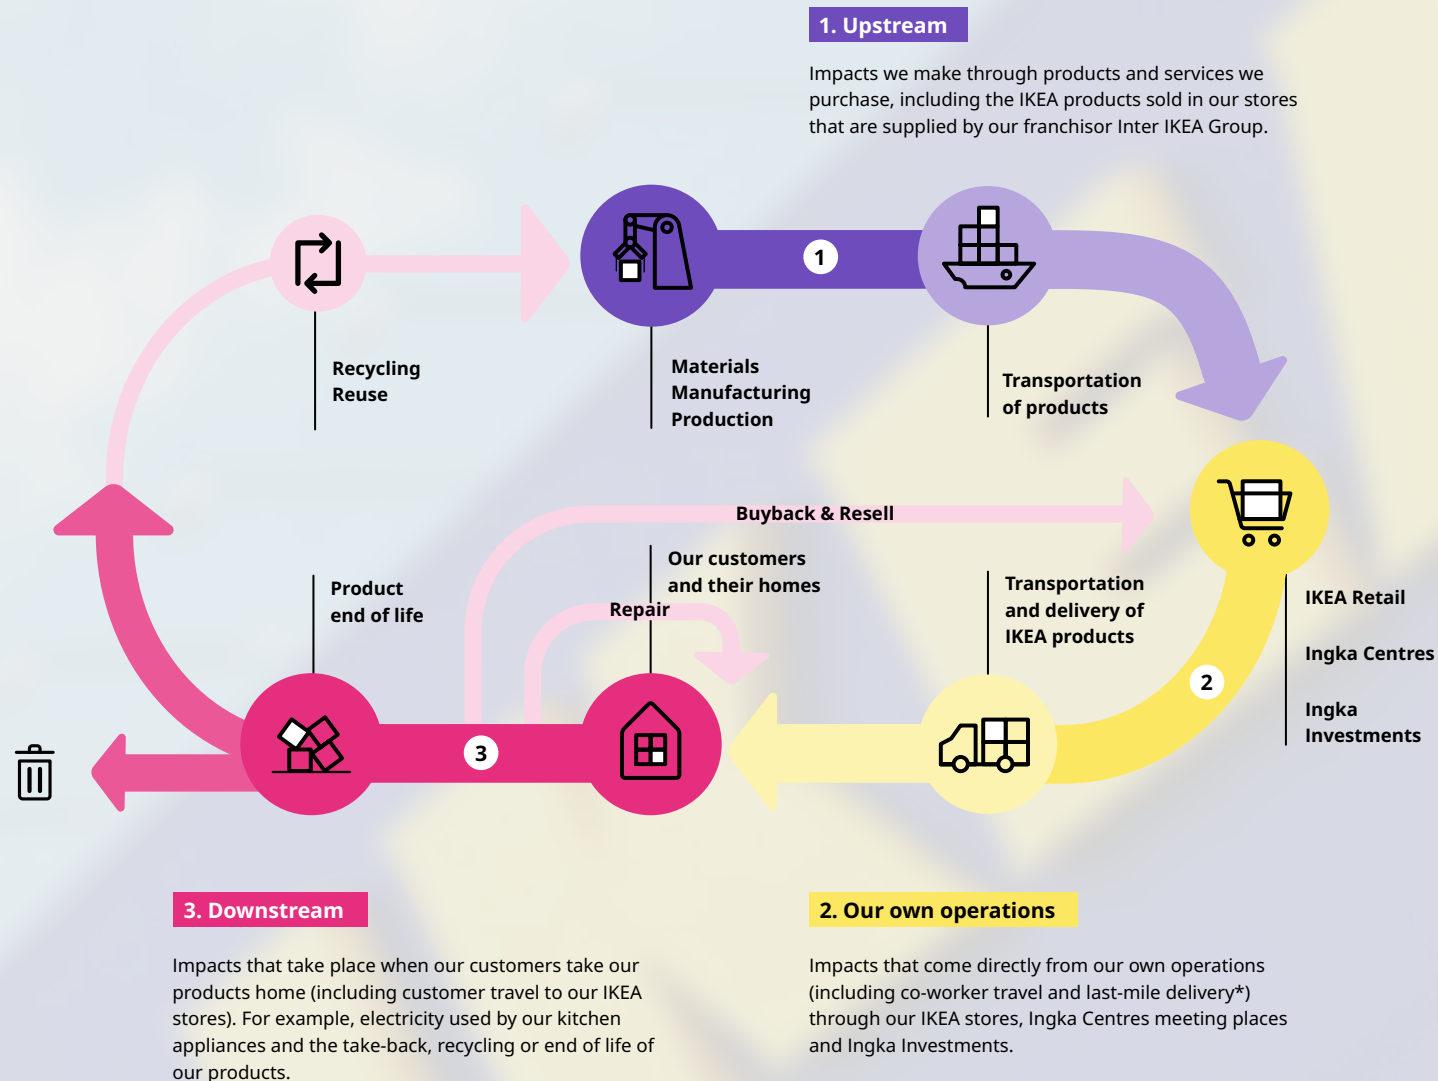 1. Upstream
Impacts we make through products and services we
purchase, including the IKEA products sold in our stores
that are supplied by our franchisor Inter IKEA Group.
1
Recycling
Reuse
Materials
Manufacturing
Production
Transportation
of products
Buyback & Resell
Our customers
and their homes
Repair
Product
end of life
Transportation
and delivery of
IKEA products
IKEA Retail
Ingka Centres
Ingka
Investments
2
3
3. Downstream
Impacts that take place when our customers take our
products home (including customer travel to our IKEA
stores). For example, electricity used by our kitchen
appliances and the take-back, recycling or end of life of
our products.
2. Our own operations
Impacts that come directly from our own operations
(including co-worker travel and last-mile delivery*)
through our IKEA stores, Ingka Centres meeting places
and Ingka Investments.